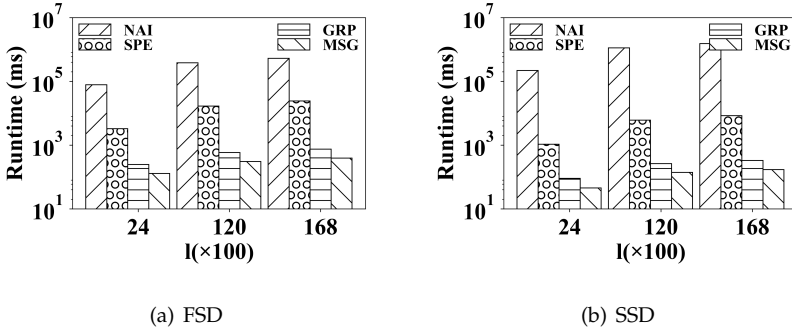 10^7
10^5
10^3
10^1
Runtime (ms)
NAI
SPE
GRP
MSG
24 120 168
l(×100)
(a) FSD
10^7
10^5
10^3
10^1
Runtime (ms)
NAI
SPE
GRP
MSG
24 120 168
l(×100)
(b) SSD